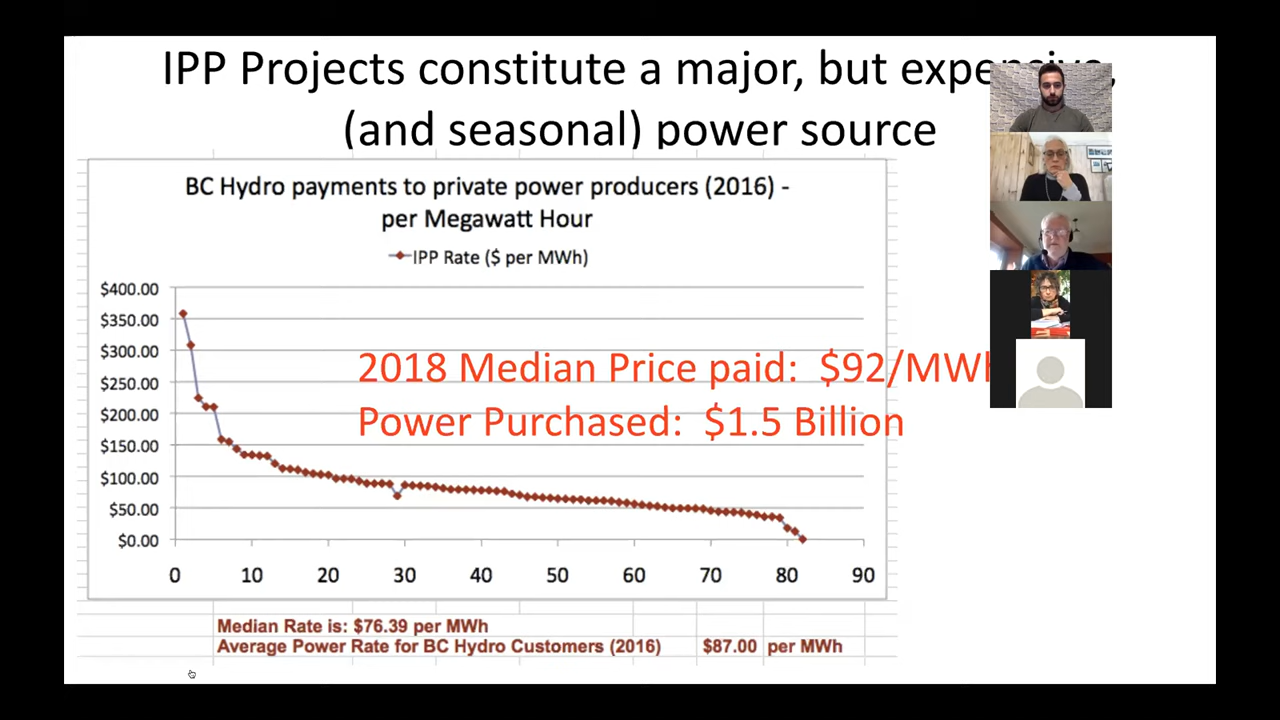 IPP Projects constitute a major, but expensive,
(and seasonal) power source
BC Hydro payments to private power producers (2016) -
per Megawatt Hour
IPP Rate ($ per MWh)
$400.00
$350.00
$300.00
$250.00
$200.00
$150.00
$100.00
$50.00
$0.00
0 10 20 30 40 50 60 70 80 90
2018 Median Price paid: $92/MWh
Power Purchased: $1.5 Billion
Median Rate is: $76.39 per MWh
Average Power Rate for BC Hydro Customers (2016) $87.00 per MWh